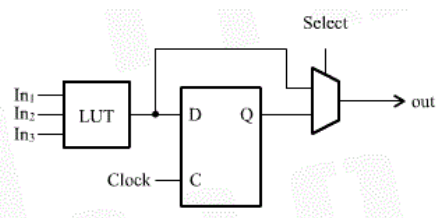 Select
In₁
In₂
In₃
LUT
D
Q
out
Clock
C